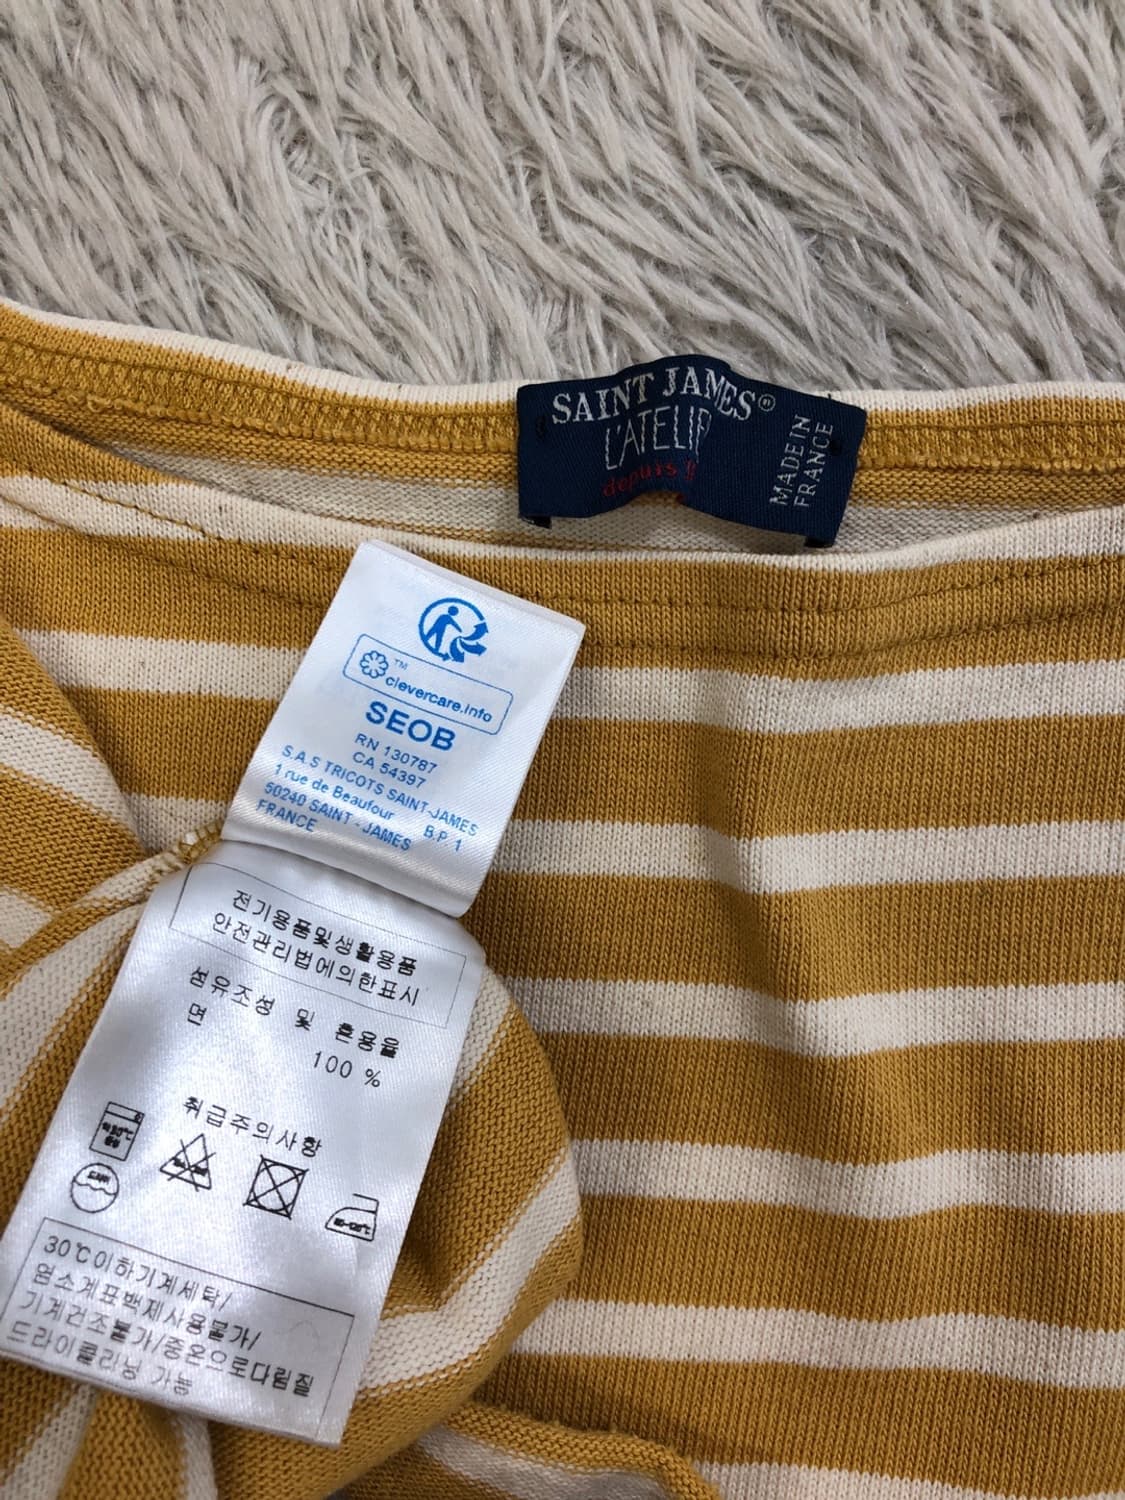 SAINT JAMES®
L'ATELIE
depuis
MADE IN
FRANCE
™
clevercare.info
SEOB
RN 130787
CA 54397
S.A.S TRICOTS SAINT-JAMES
1 rue de Beaufour B.P 1
50240 SAINT - JAMES
FRANCE
전기용품및생활용품
안전관리법에의한표시
섬유조성 및 혼용율
면
100 %
취급주의사항
30℃이하기계세탁/
염소계표백제사용불가/
기계건조불가/중온으로다림질
드라이클리닝 가능